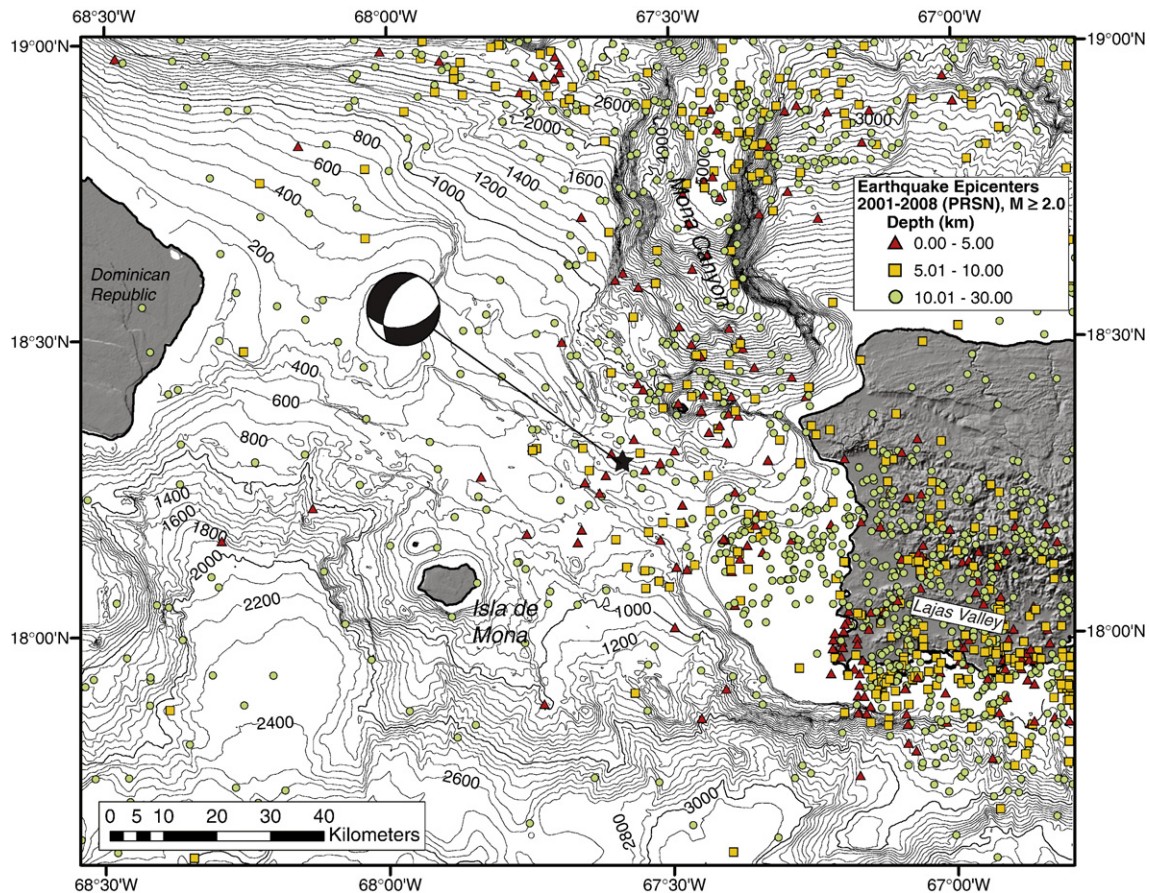 68°30'W
68°00'W
67°30'W
67°00'W
19°00'N
19°00'N
18°30'N
18°30'N
18°00'N
18°00'N
2600
2000
800
1000
1200
1400
1600
600
400
200
3000
Mona Canyon
Earthquake Epicenters
2001-2008 (PRSN), M ≥ 2.0
Depth (km)
0.00 - 5.00
5.01 - 10.00
10.01 - 30.00
Dominican
Republic
400
600
800
1400
1600
1800
2000
2200
2400
Isla de
Mona
1000
1200
Lajas Valley
2600
2800
3000
0 5 10 20 30 40
Kilometers
68°30'W
68°00'W
67°30'W
67°00'W